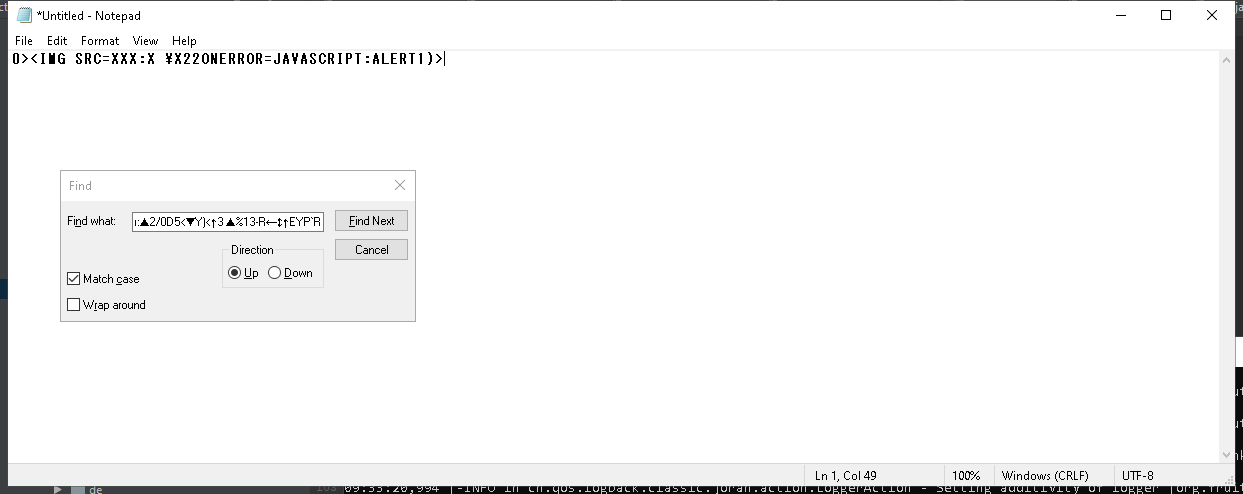 *Untitled - Notepad
File Edit Format View Help
0><IMG SRC=XXX:X ¥X22ONERROR=JAVASCRIPT:ALERT1)>
Find
Find what: :▲2/0D5<▼Y}<↑3▲%13-R←↕↑EYP`R Find Next
Direction Cancel
Up Down
Match case
Wrap around
Ln 1, Col 49 100% Windows (CRLF) UTF-8
de 09:33:20,994 |-INFO in ch.qos.logback.classic.joran.action.LoggerAction - Setting additivity of logger